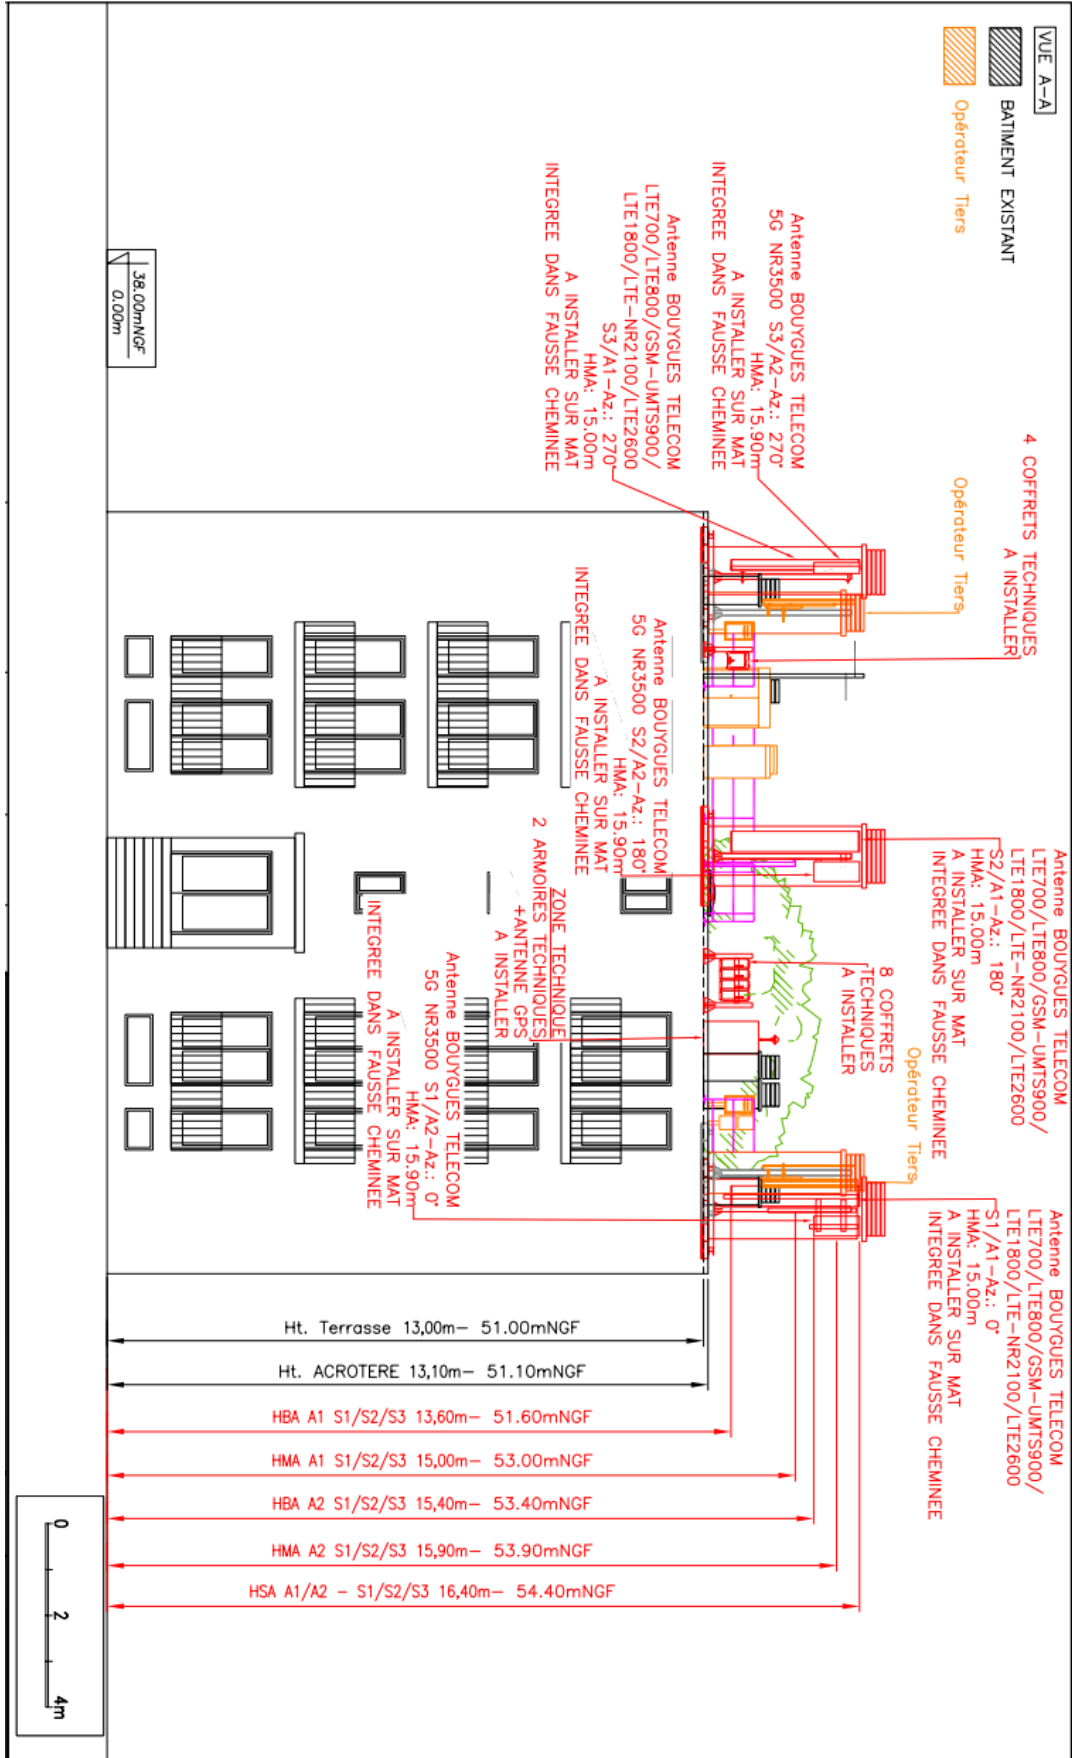 VUE A-A
BATIMENT EXISTANT
Opérateur Tiers
4 COFFRETS TECHNIQUES
A INSTALLER
Opérateur Tiers
Antenne BOUYGUES TELECOM
5G NR3500 S3/A2-Az.: 270°
HMA: 15.90m
A INSTALLER SUR MAT
INTEGREE DANS FAUSSE CHEMINEE
Antenne BOUYGUES TELECOM
LTE700/LTE800/GSM-UMTS900/
LTE1800/LTE-NR2100/LTE2600
S3/A1-Az.: 270°
HMA: 15.00m
A INSTALLER SUR MAT
INTEGREE DANS FAUSSE CHEMINEE
Antenne BOUYGUES TELECOM
LTE700/LTE800/GSM-UMTS900/
LTE1800/LTE-NR2100/LTE2600
S2/A1-Az.: 180°
HMA: 15.00m
A INSTALLER SUR MAT
INTEGREE DANS FAUSSE CHEMINEE
8 COFFRETS
TECHNIQUES
A INSTALLER
Opérateur Tiers
Antenne BOUYGUES TELECOM
LTE700/LTE800/GSM-UMTS900/
LTE1800/LTE-NR2100/LTE2600
S1/A1-Az.: 0°
HMA: 15.00m
A INSTALLER SUR MAT
INTEGREE DANS FAUSSE CHEMINEE
Antenne BOUYGUES TELECOM
5G NR3500 S2/A2-Az.: 180°
HMA: 15.90m
A INSTALLER SUR MAT
INTEGREE DANS FAUSSE CHEMINEE
ZONE TECHNIQUE
2 ARMOIRES TECHNIQUES
+ANTENNE GPS
A INSTALLER
Antenne BOUYGUES TELECOM
5G NR3500 S1/A2-Az.: 0°
HMA: 15.90m
A INSTALLER SUR MAT
INTEGREE DANS FAUSSE CHEMINEE
38.00mNGF
0.00m
Ht. Terrasse 13,00m- 51.00mNGF
Ht. ACROTERE 13,10m- 51.10mNGF
HBA A1 S1/S2/S3 13,60m- 51.60mNGF
HMA A1 S1/S2/S3 15,00m- 53.00mNGF
HBA A2 S1/S2/S3 15,40m- 53.40mNGF
HMA A2 S1/S2/S3 15,90m- 53.90mNGF
HSA A1/A2 - S1/S2/S3 16,40m- 54.40mNGF
0 2 4m